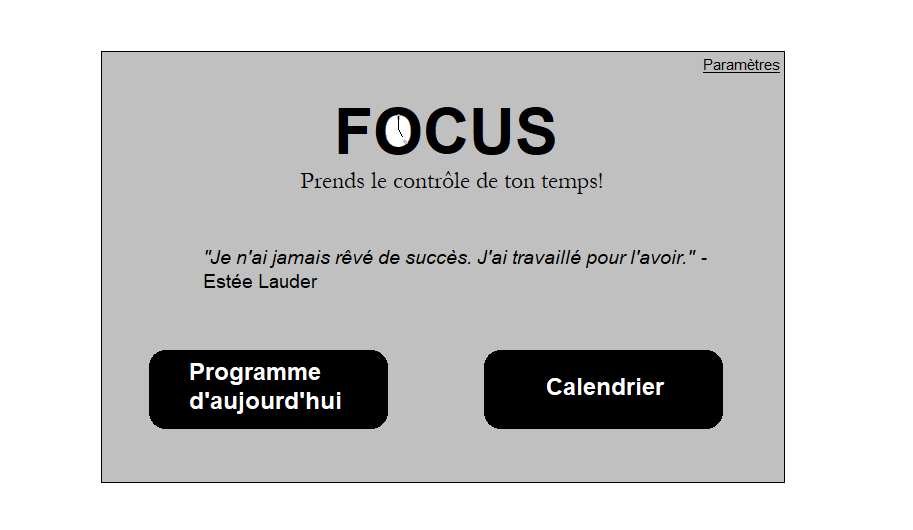 Paramètres
FOCUS
Prends le contrôle de ton temps!
"Je n'ai jamais rêvé de succès. J'ai travaillé pour l'avoir." -
Estée Lauder
Programme
d'aujourd'hui
Calendrier